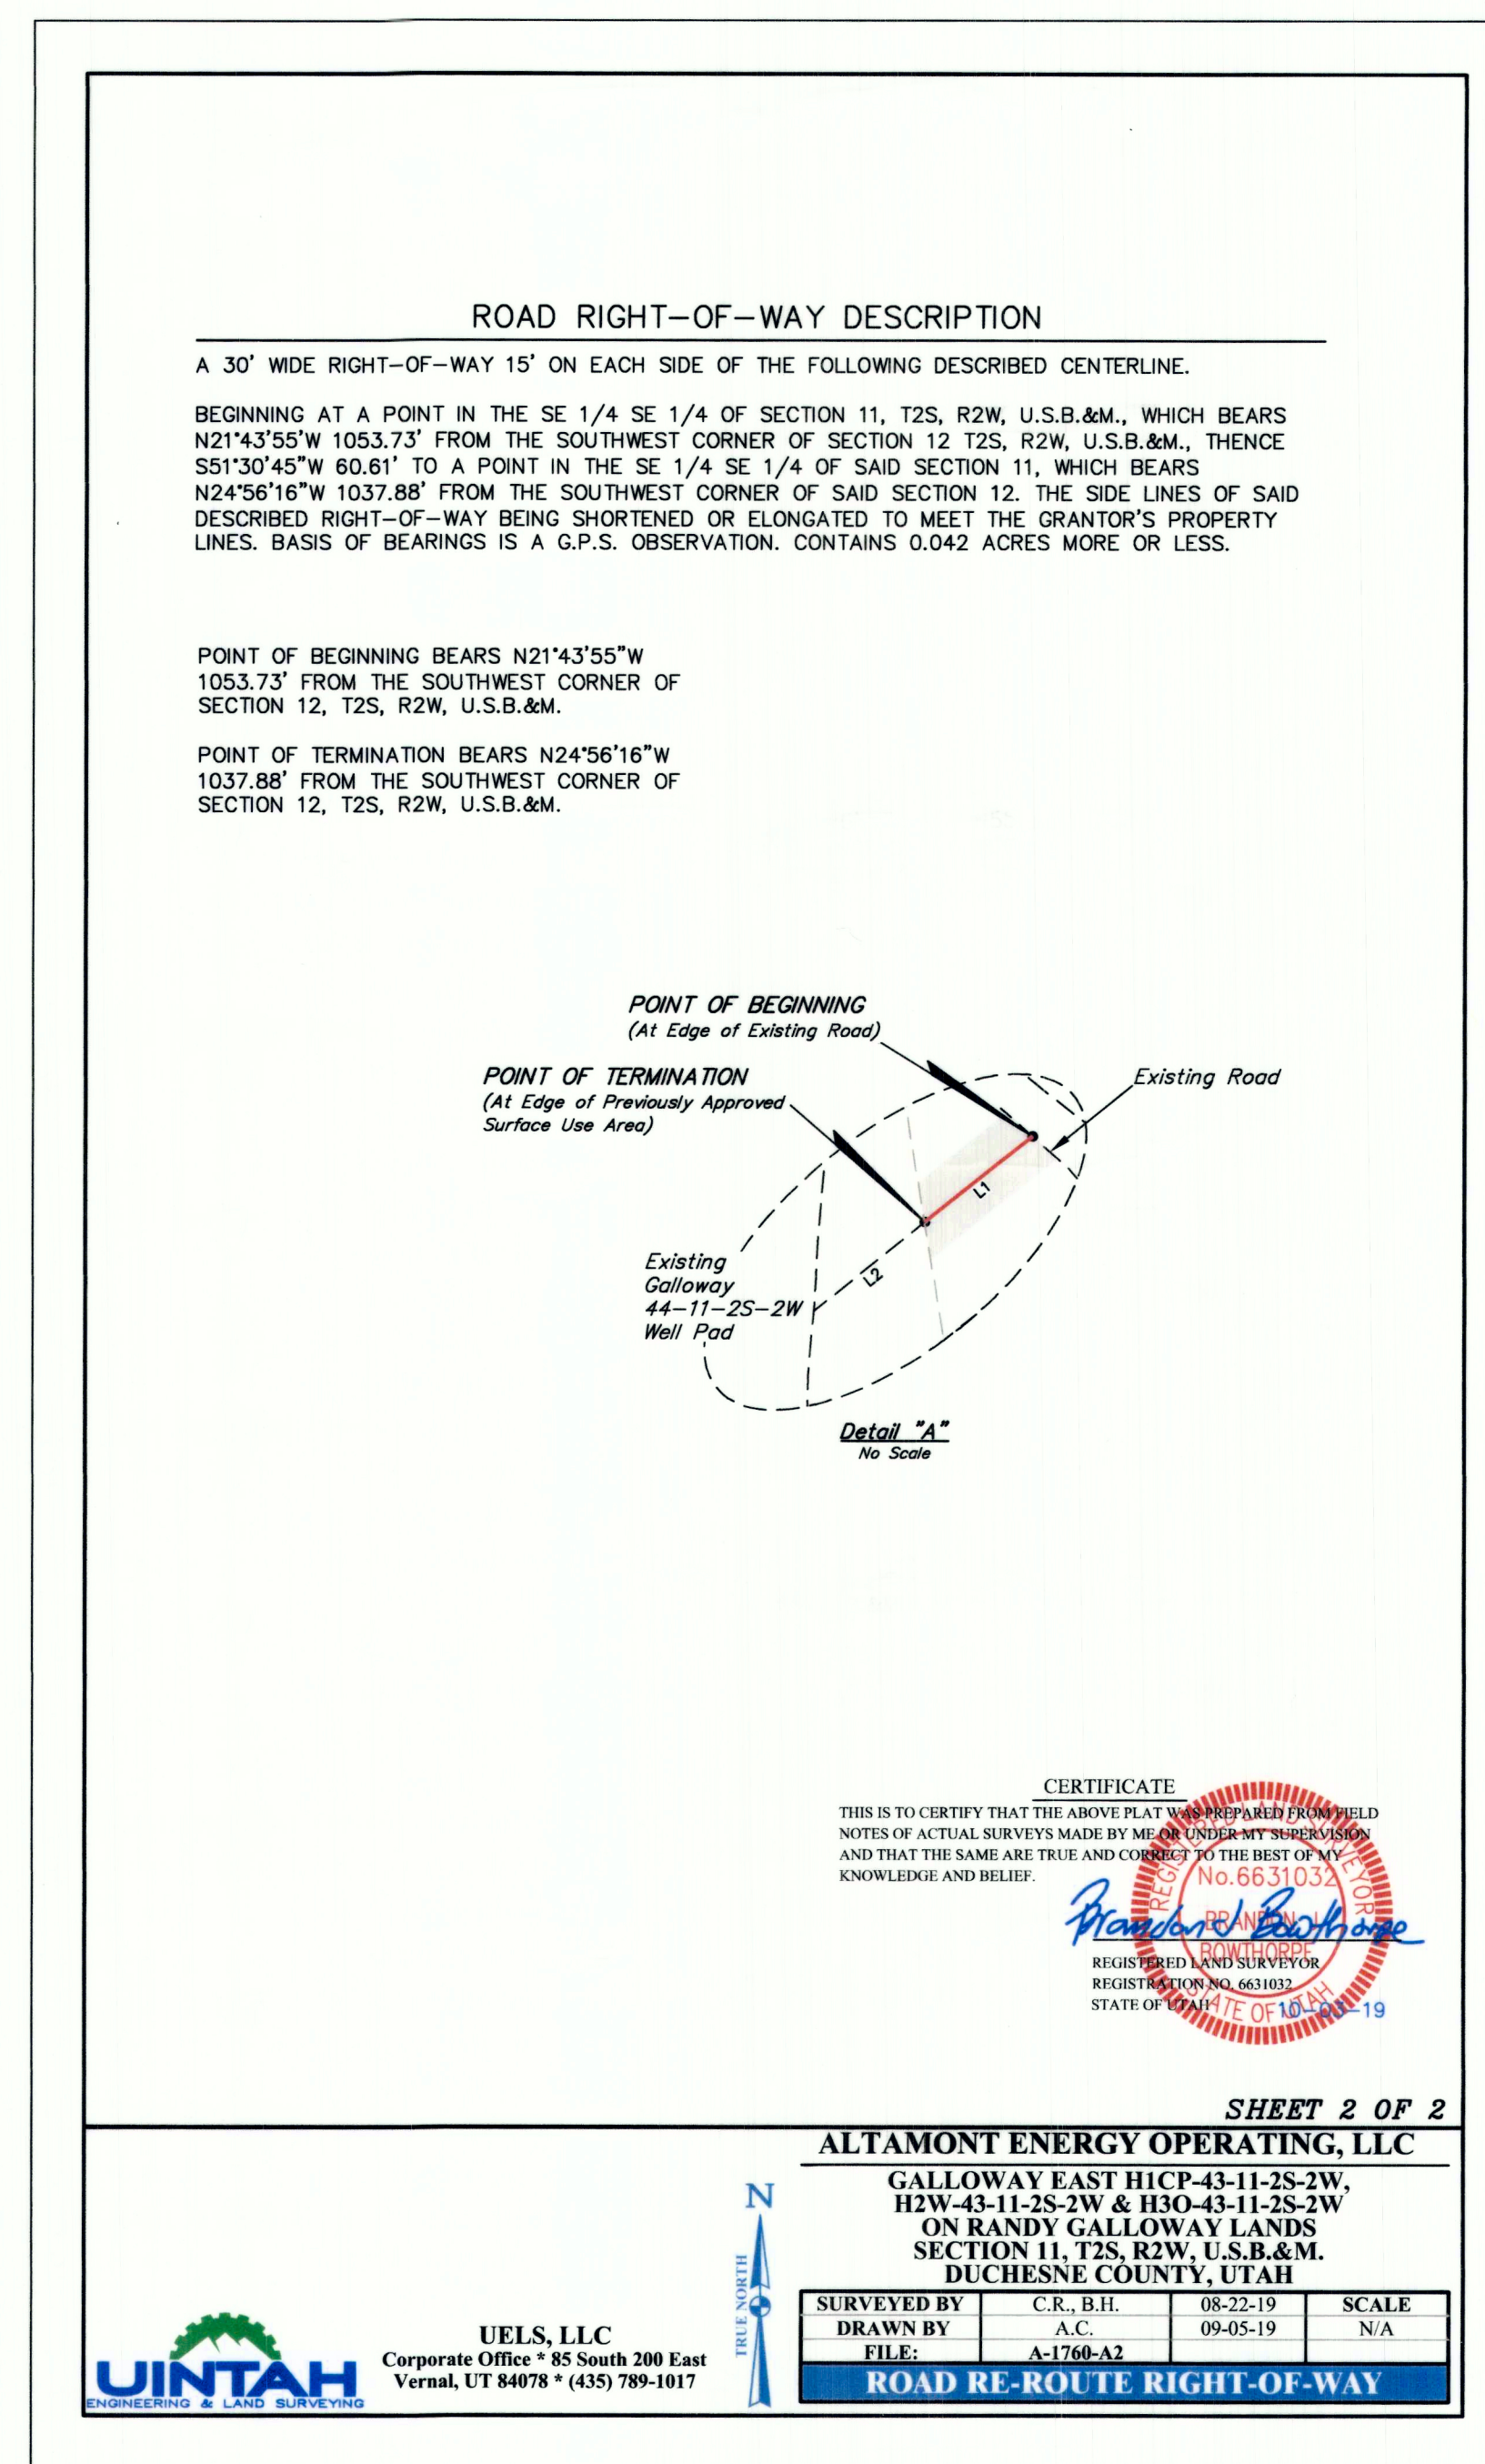 ROAD RIGHT-OF-WAY DESCRIPTION
A 30' WIDE RIGHT-OF-WAY 15' ON EACH SIDE OF THE FOLLOWING DESCRIBED CENTERLINE.
BEGINNING AT A POINT IN THE SE 1/4 SE 1/4 OF SECTION 11, T2S, R2W, U.S.B.&M., WHICH BEARS
N21°43'55'W 1053.73' FROM THE SOUTHWEST CORNER OF SECTION 12 T2S, R2W, U.S.B.&M., THENCE
S51°30'45"W 60.61' TO A POINT IN THE SE 1/4 SE 1/4 OF SAID SECTION 11, WHICH BEARS
N24°56'16"W 1037.88' FROM THE SOUTHWEST CORNER OF SAID SECTION 12. THE SIDE LINES OF SAID
DESCRIBED RIGHT-OF-WAY BEING SHORTENED OR ELONGATED TO MEET THE GRANTOR'S PROPERTY
LINES. BASIS OF BEARINGS IS A G.P.S. OBSERVATION. CONTAINS 0.042 ACRES MORE OR LESS.
POINT OF BEGINNING BEARS N21°43'55"W
1053.73' FROM THE SOUTHWEST CORNER OF
SECTION 12, T2S, R2W, U.S.B.&M.
POINT OF TERMINATION BEARS N24°56'16"W
1037.88' FROM THE SOUTHWEST CORNER OF
SECTION 12, T2S, R2W, U.S.B.&M.
POINT OF BEGINNING
(At Edge of Existing Road)
POINT OF TERMINATION
(At Edge of Previously Approved
Surface Use Area)
Existing Road
L1
L2
Existing
Galloway
44-11-2S-2W
Well Pad
Detail "A"
No Scale
CERTIFICATE
THIS IS TO CERTIFY THAT THE ABOVE PLAT WAS PREPARED FROM FIELD
NOTES OF ACTUAL SURVEYS MADE BY ME OR UNDER MY SUPERVISION
AND THAT THE SAME ARE TRUE AND CORRECT TO THE BEST OF MY
KNOWLEDGE AND BELIEF.
REGISTERED LAND SURVEYOR
No.6631032
BRANDON J.
BOWTHORPE
STATE OF UTAH
Brandon J Bowthorpe
REGISTERED LAND SURVEYOR
REGISTRATION NO. 6631032
STATE OF UTAH
10-03-19
SHEET 2 OF 2
ALTAMONT ENERGY OPERATING, LLC
GALLOWAY EAST H1CP-43-11-2S-2W,
H2W-43-11-2S-2W & H3O-43-11-2S-2W
ON RANDY GALLOWAY LANDS
SECTION 11, T2S, R2W, U.S.B.&M.
DUCHESNE COUNTY, UTAH
SURVEYED BY C.R., B.H. 08-22-19 SCALE
DRAWN BY A.C. 09-05-19 N/A
FILE: A-1760-A2
ROAD RE-ROUTE RIGHT-OF-WAY
N
TRUE NORTH
UELS, LLC
Corporate Office * 85 South 200 East
Vernal, UT 84078 * (435) 789-1017
UINTAH
ENGINEERING & LAND SURVEYING